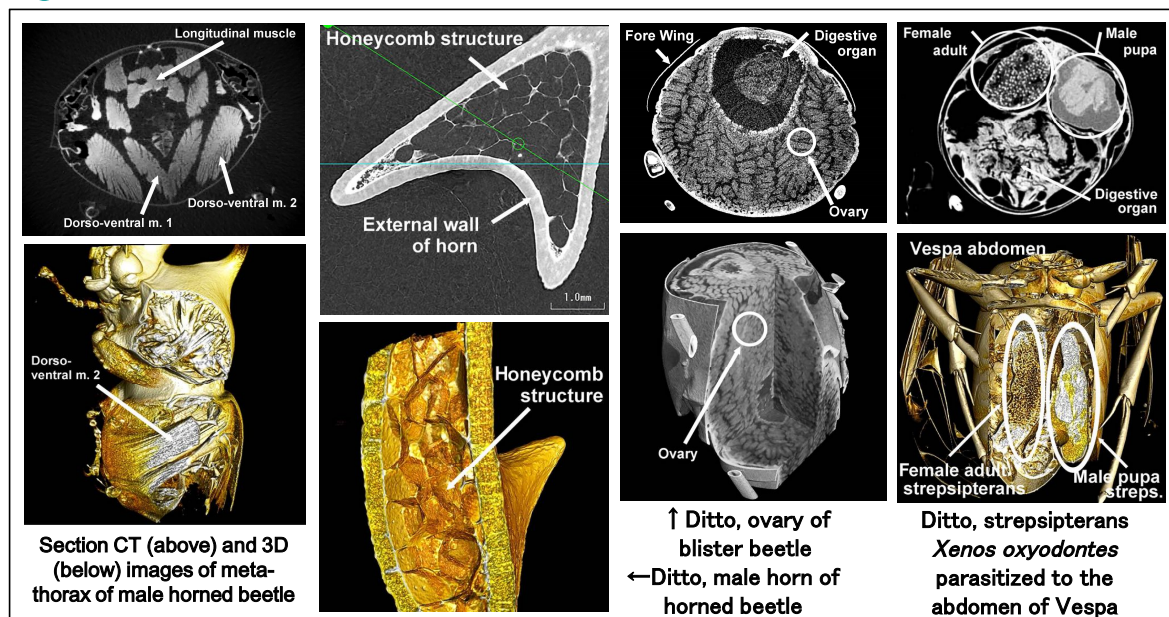 Longitudinal muscle
Dorso-ventral m. 2
Dorso-ventral m. 1
Dorso-
ventral m. 2
Section CT (above) and 3D
(below) images of meta-
thorax of male horned beetle
Honeycomb structure
External wall
of horn
1.0mm
Honeycomb
structure
Fore Wing
Digestive
organ
Ovary
Ovary
↑ Ditto, ovary of
blister beetle
←Ditto, male horn of
horned beetle
Female
adult
Male
pupa
Digestive
organ
Vespa abdomen
Female adult
strepsipterans
Male pupa
streps.
Ditto, strepsipterans
Xenos oxyodontes
parasitized to the
abdomen of Vespa